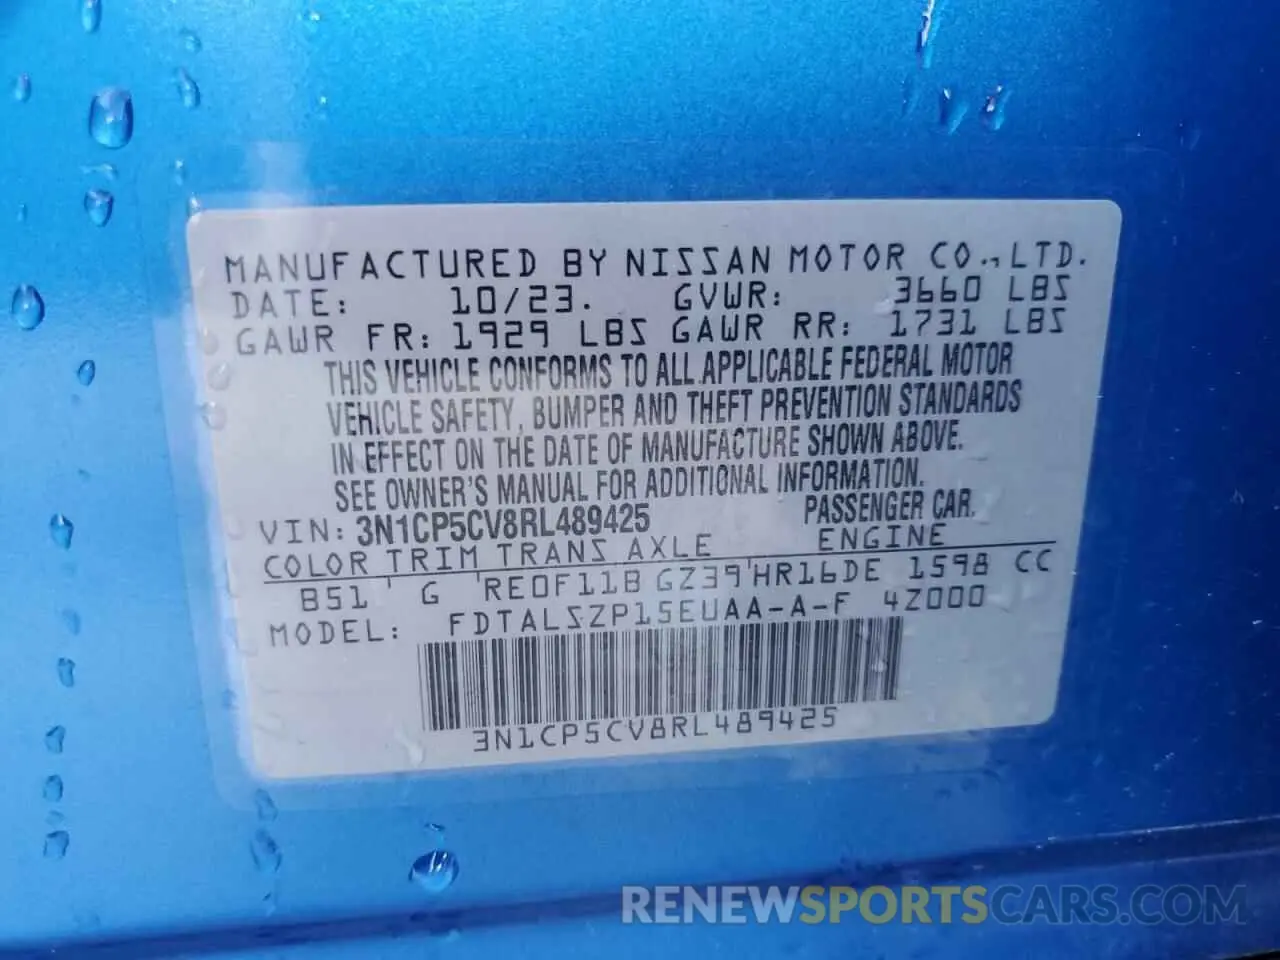 MANUFACTURED BY NISSAN MOTOR CO., LTD.
DATE: 10/23. GVWR: 3660 LBS
GAWR FR: 1929 LBS GAWR RR: 1731 LBS
THIS VEHICLE CONFORMS TO ALL APPLICABLE FEDERAL MOTOR
VEHICLE SAFETY, BUMPER AND THEFT PREVENTION STANDARDS
IN EFFECT ON THE DATE OF MANUFACTURE SHOWN ABOVE.
SEE OWNER'S MANUAL FOR ADDITIONAL INFORMATION.
VIN: 3N1CP5CV8RL489425 PASSENGER CAR.
COLOR TRIM TRANS AXLE ENGINE
B51 G RE0F11B GZ39 HR16DE 1598 CC
MODEL: FDTALSZP15EUAA-A-F 4Z000
3N1CP5CV8RL489425
RENEWSPORTSCARS.COM